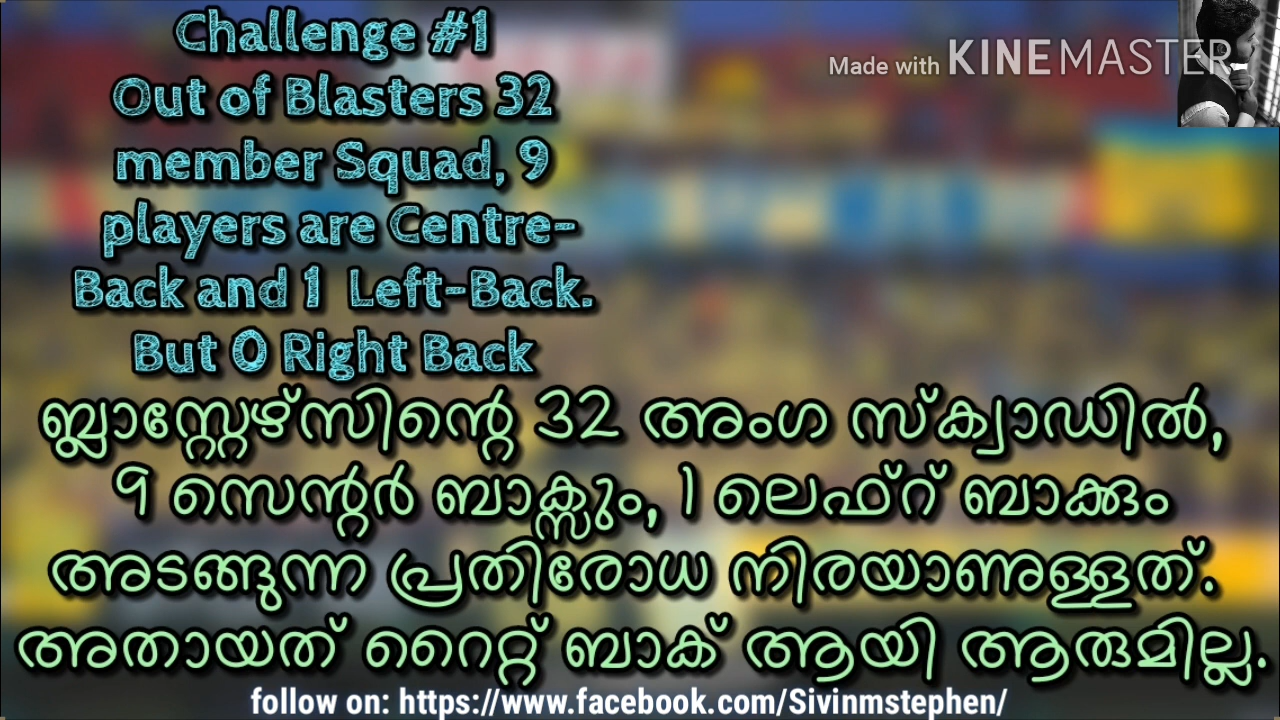 Challenge #1
Out of Blasters 32
member Squad, 9
players are Centre-
Back and 1 Left-Back.
But 0 Right Back
Made with KINEMASTER
ബ്ലാസ്റ്റേഴ്സിന്റെ 32 അംഗ സ്ക്വാഡിൽ,
9 സെന്റർ ബാക്സും, 1 ലെഫ്റ് ബാക്കും
അടങ്ങുന്ന പ്രതിരോധ നിരയാണുള്ളത്.
അതായത് റൈറ്റ് ബാക് ആയി ആരുമില്ല.
follow on: https://www.facebook.com/Sivinmstephen/